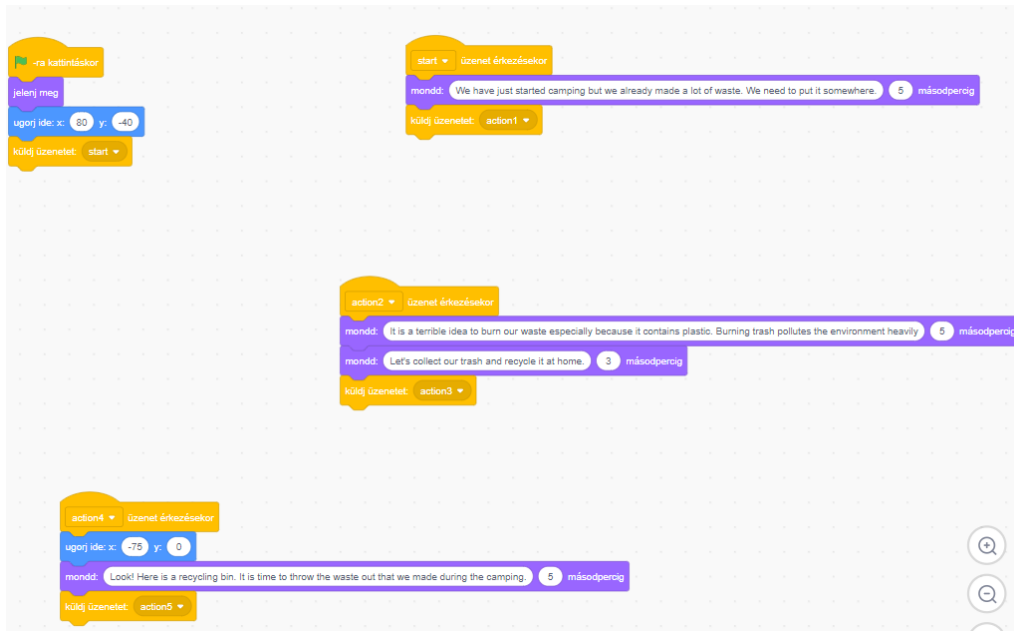 -ra kattintáskor
jelenj meg
ugorj ide: x: 80 y: -40
küldj üzenetet start
start üzenet érkezésekor
mondd: We have just started camping but we already made a lot of waste. We need to put it somewhere. 5 másodpercig
küldj üzenetet: action1
action2 üzenet érkezésekor
mondd: It is a terrible idea to burn our waste especially because it contains plastic. Burning trash pollutes the environment heavily 5 másodpercig
mondd: Let's collect our trash and recycle it at home. 3 másodpercig
küldj üzenetet: action3
action4 üzenet érkezésekor
ugorj ide: x: -75 y: 0
mondd: Look! Here is a recycling bin. It is time to throw the waste out that we made during the camping. 5 másodpercig
küldj üzenetet: action5